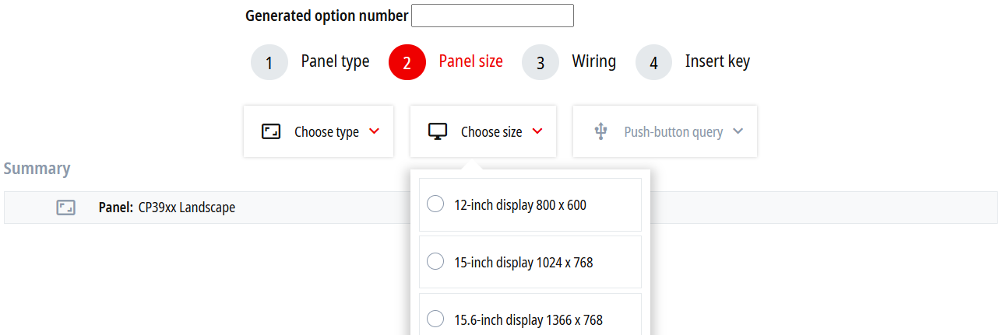 Generated option number
1 Panel type 2 Panel size 3 Wiring 4 Insert key
Choose type Choose size Push-button query
Summary
Panel: CP39xx Landscape
12-inch display 800 x 600
15-inch display 1024 x 768
15.6-inch display 1366 x 768